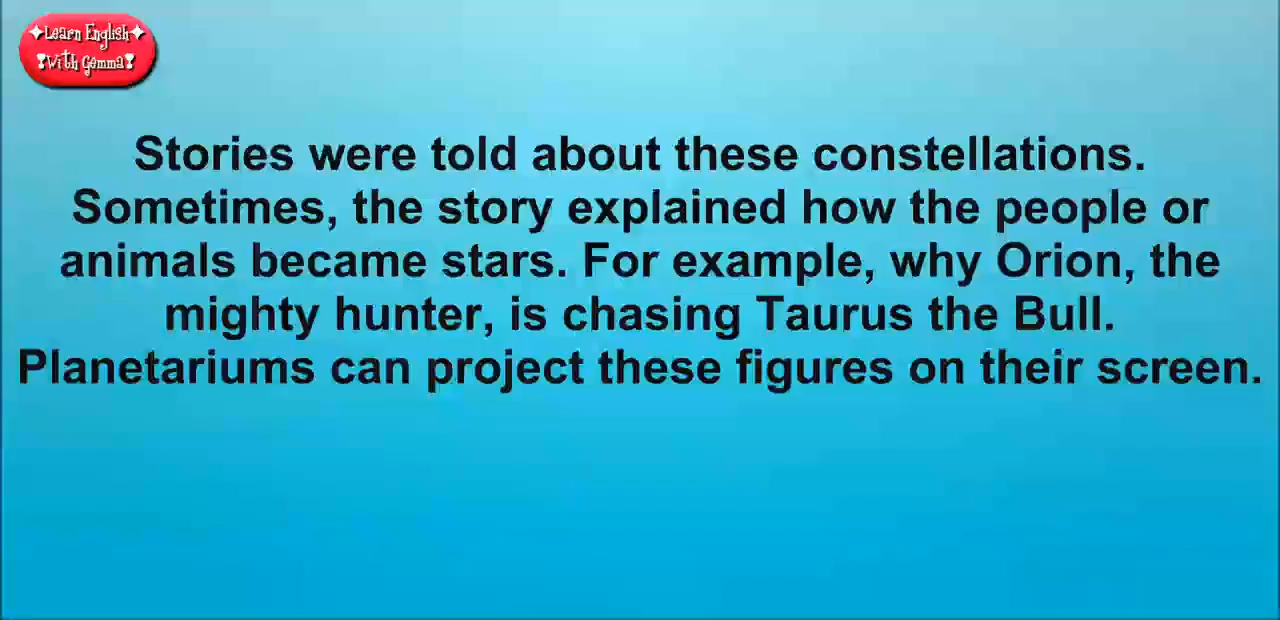 ✦Learn English✦
❣With Gemma❣
Stories were told about these constellations.
Sometimes, the story explained how the people or
animals became stars. For example, why Orion, the
mighty hunter, is chasing Taurus the Bull.
Planetariums can project these figures on their screen.